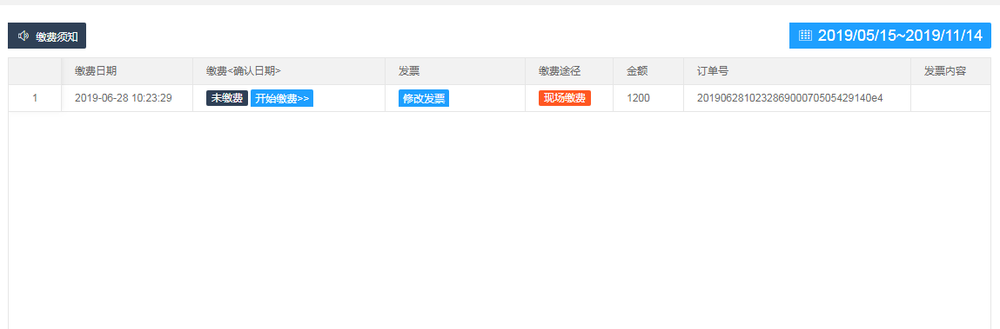 缴费须知
2019/05/15~2019/11/14
缴费日期 缴费<确认日期> 发票 缴费途径 金额 订单号 发票内容
1 2019-06-28 10:23:29 未缴费 开始缴费>> 修改发票 现场缴费 1200 20190628102328690007050542914​0e4